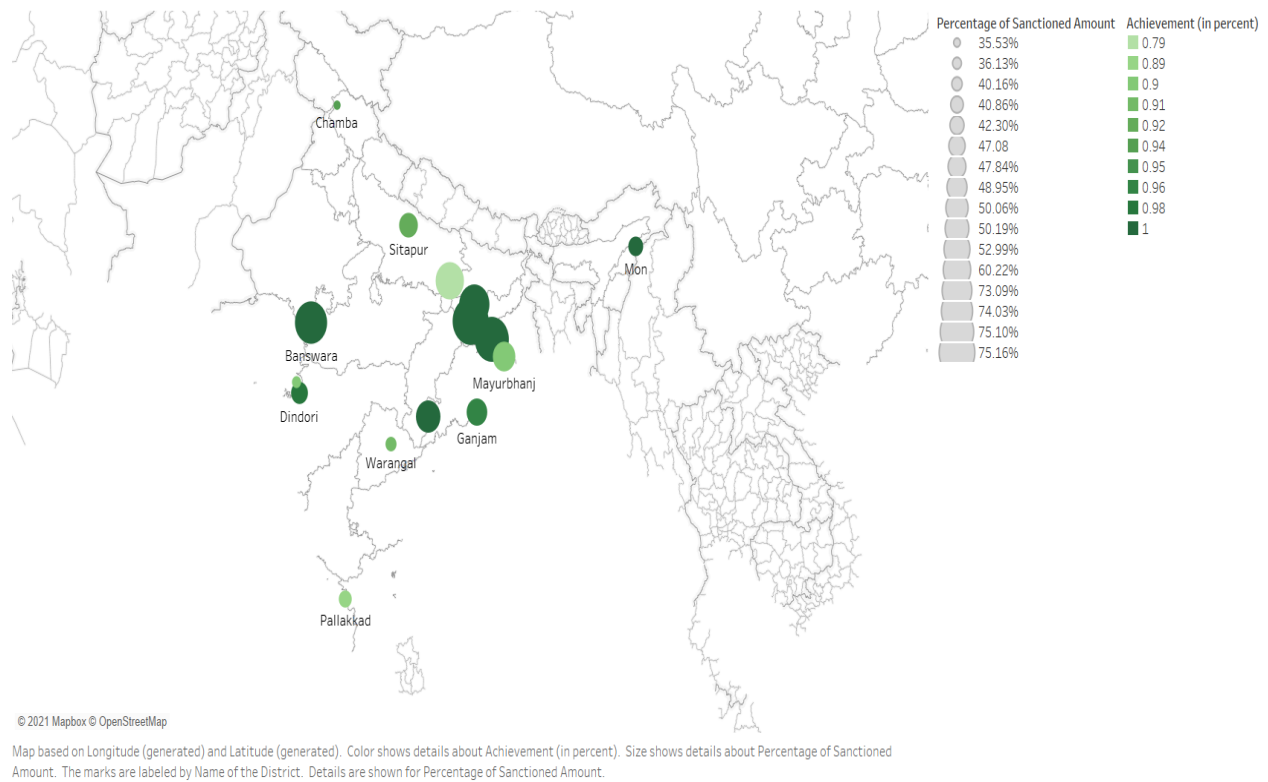 Percentage of Sanctioned Amount
35.53%
36.13%
40.16%
40.86%
42.30%
47.08
47.84%
48.95%
50.06%
50.19%
52.99%
60.22%
73.09%
74.03%
75.10%
75.16%
Achievement (in percent)
0.79
0.89
0.9
0.91
0.92
0.94
0.95
0.96
0.98
1
Chamba
Sitapur
Mon
Banswara
Mayurbhanj
Dindori
Ganjam
Warangal
Pallakkad
© 2021 Mapbox © OpenStreetMap
Map based on Longitude (generated) and Latitude (generated). Color shows details about Achievement (in percent). Size shows details about Percentage of Sanctioned
Amount. The marks are labeled by Name of the District. Details are shown for Percentage of Sanctioned Amount.